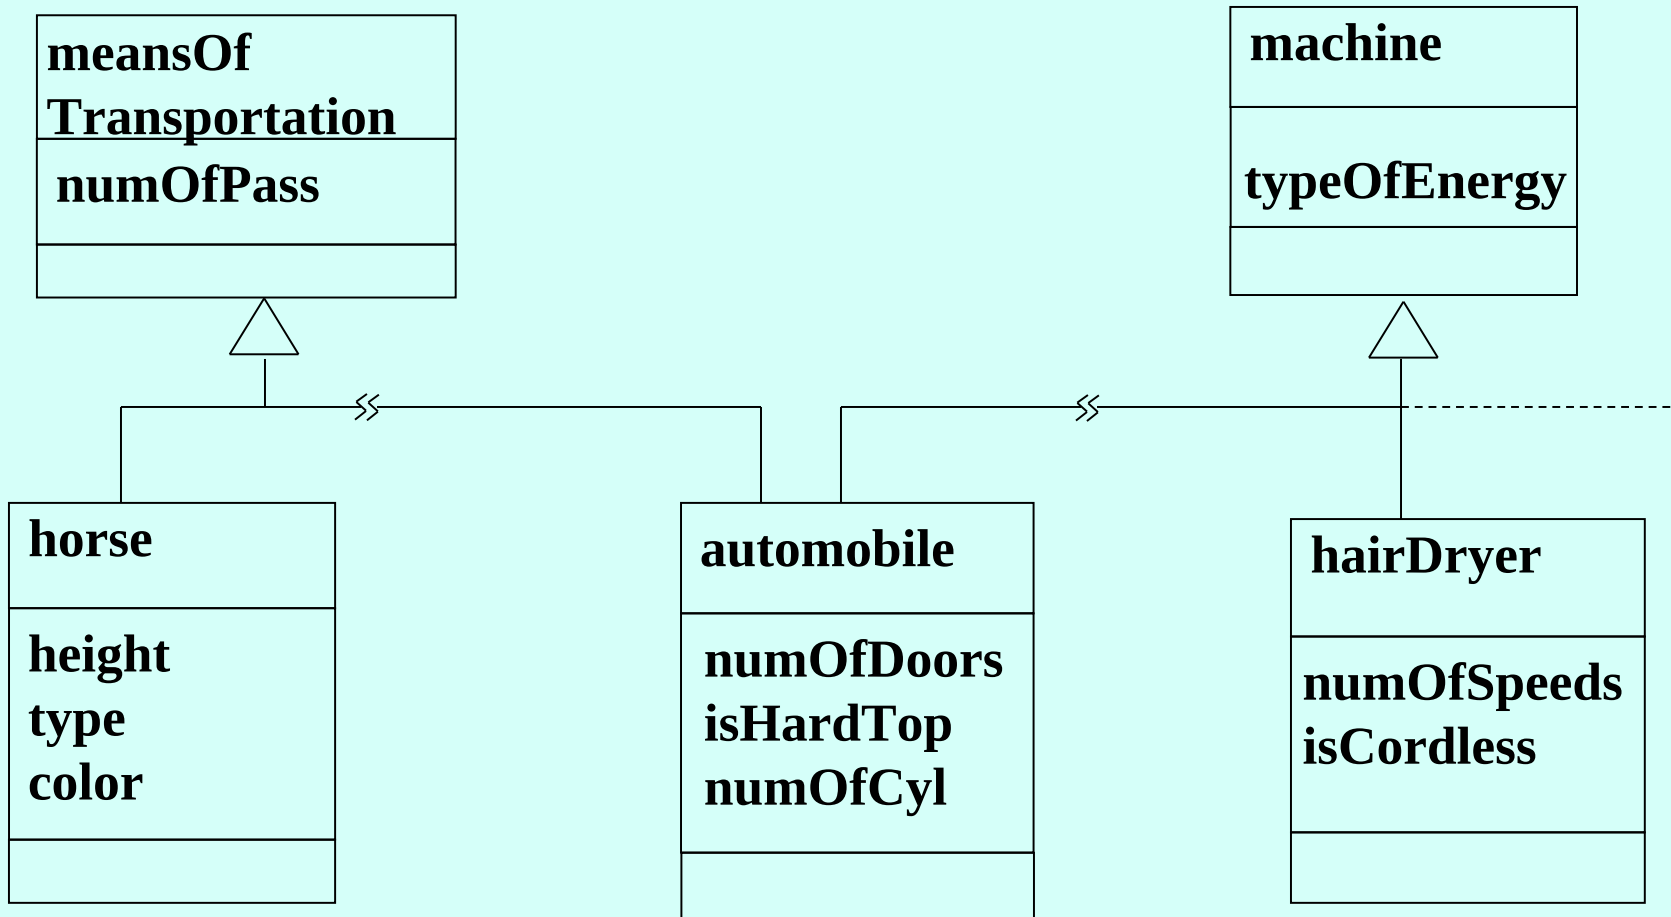 meansOf
Transportation
numOfPass
machine
typeOfEnergy
horse
height
type
color
automobile
numOfDoors
isHardTop
numOfCyl
hairDryer
numOfSpeeds
isCordless